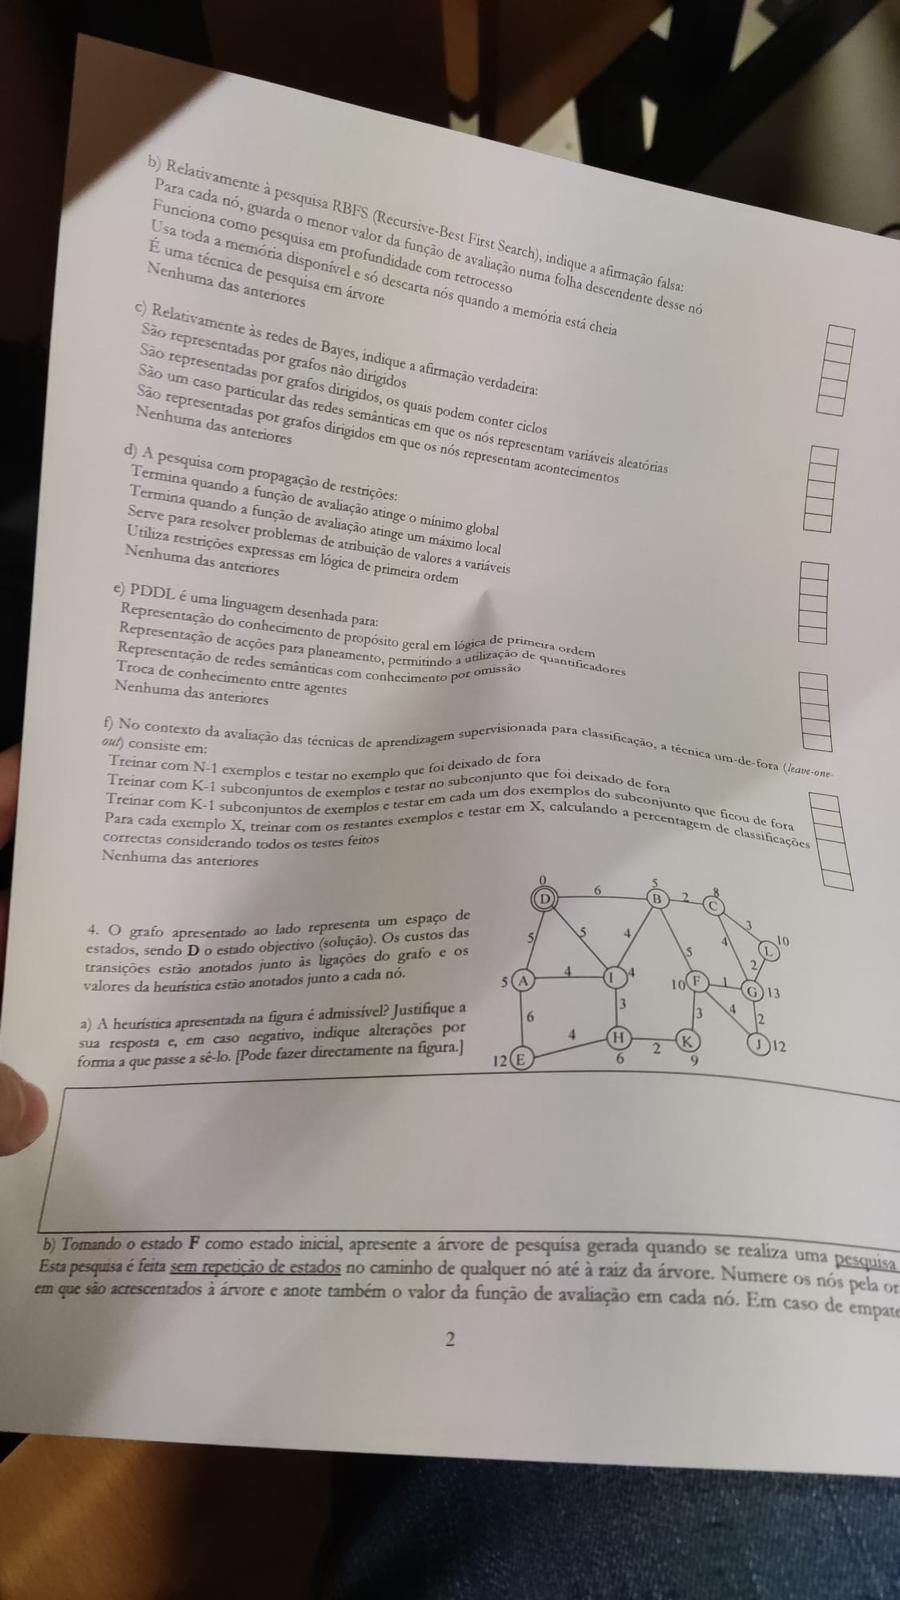 b) Relativamente à pesquisa RBFS (Recursive-Best First Search), indique a afirmação falsa:
Para cada nó, guarda o menor valor da função de avaliação numa folha descendente desse nó
Funciona como pesquisa em profundidade com retrocesso
Usa toda a memória disponível e só descarta nós quando a memória está cheia
É uma técnica de pesquisa em árvore
Nenhuma das anteriores
c) Relativamente às redes de Bayes, indique a afirmação verdadeira:
São representadas por grafos não dirigidos
São representadas por grafos dirigidos, os quais podem conter ciclos
São um caso particular das redes semânticas em que os nós representam variáveis aleatórias
São representadas por grafos dirigidos em que os nós representam acontecimentos
Nenhuma das anteriores
d) A pesquisa com propagação de restrições:
Termina quando a função de avaliação atinge o mínimo global
Termina quando a função de avaliação atinge um máximo local
Serve para resolver problemas de atribuição de valores a variáveis
Utiliza restrições expressas em lógica de primeira ordem
Nenhuma das anteriores
e) PDDL é uma linguagem desenhada para:
Representação do conhecimento de propósito geral em lógica de primeira ordem
Representação de acções para planeamento, permitindo a utilização de quantificadores
Representação de redes semânticas com conhecimento por omissão
Troca de conhecimento entre agentes
Nenhuma das anteriores
f) No contexto da avaliação das técnicas de aprendizagem supervisionada para classificação, a técnica um-de-fora (leave-one-
out) consiste em:
Treinar com N-1 exemplos e testar no exemplo que foi deixado de fora
Treinar com K-1 subconjuntos de exemplos e testar no subconjunto que foi deixado de fora
Treinar com K-1 subconjuntos de exemplos e testar em cada um dos exemplos do subconjunto que ficou de fora
Para cada exemplo X, treinar com os restantes exemplos e testar em X, calculando a percentagem de classificações
correctas considerando todos os testes feitos
Nenhuma das anteriores
4. O grafo apresentado ao lado representa um espaço de
estados, sendo D o estado objectivo (solução). Os custos das
transições estão anotados junto às ligações do grafo e os
valores da heurística estão anotados junto a cada nó.
a) A heurística apresentada na figura é admissível? Justifique a
sua resposta e, em caso negativo, indique alterações por
forma a que passe a sê-lo. [Pode fazer directamente na figura.]
0 5 8
D 6 B 2 C
3 10
5 5 4 4 L
5 2
5 A 4 I 4 10 F 1 G 13
6 3 3 4 2
4 H K J 12
12 E 6 2 9
b) Tomando o estado F como estado inicial, apresente a árvore de pesquisa gerada quando se realiza uma pesquisa
Esta pesquisa é feita sem repetição de estados no caminho de qualquer nó até à raiz da árvore. Numere os nós pela or
em que são acrescentados à árvore e anote também o valor da função de avaliação em cada nó. Em caso de empate
2